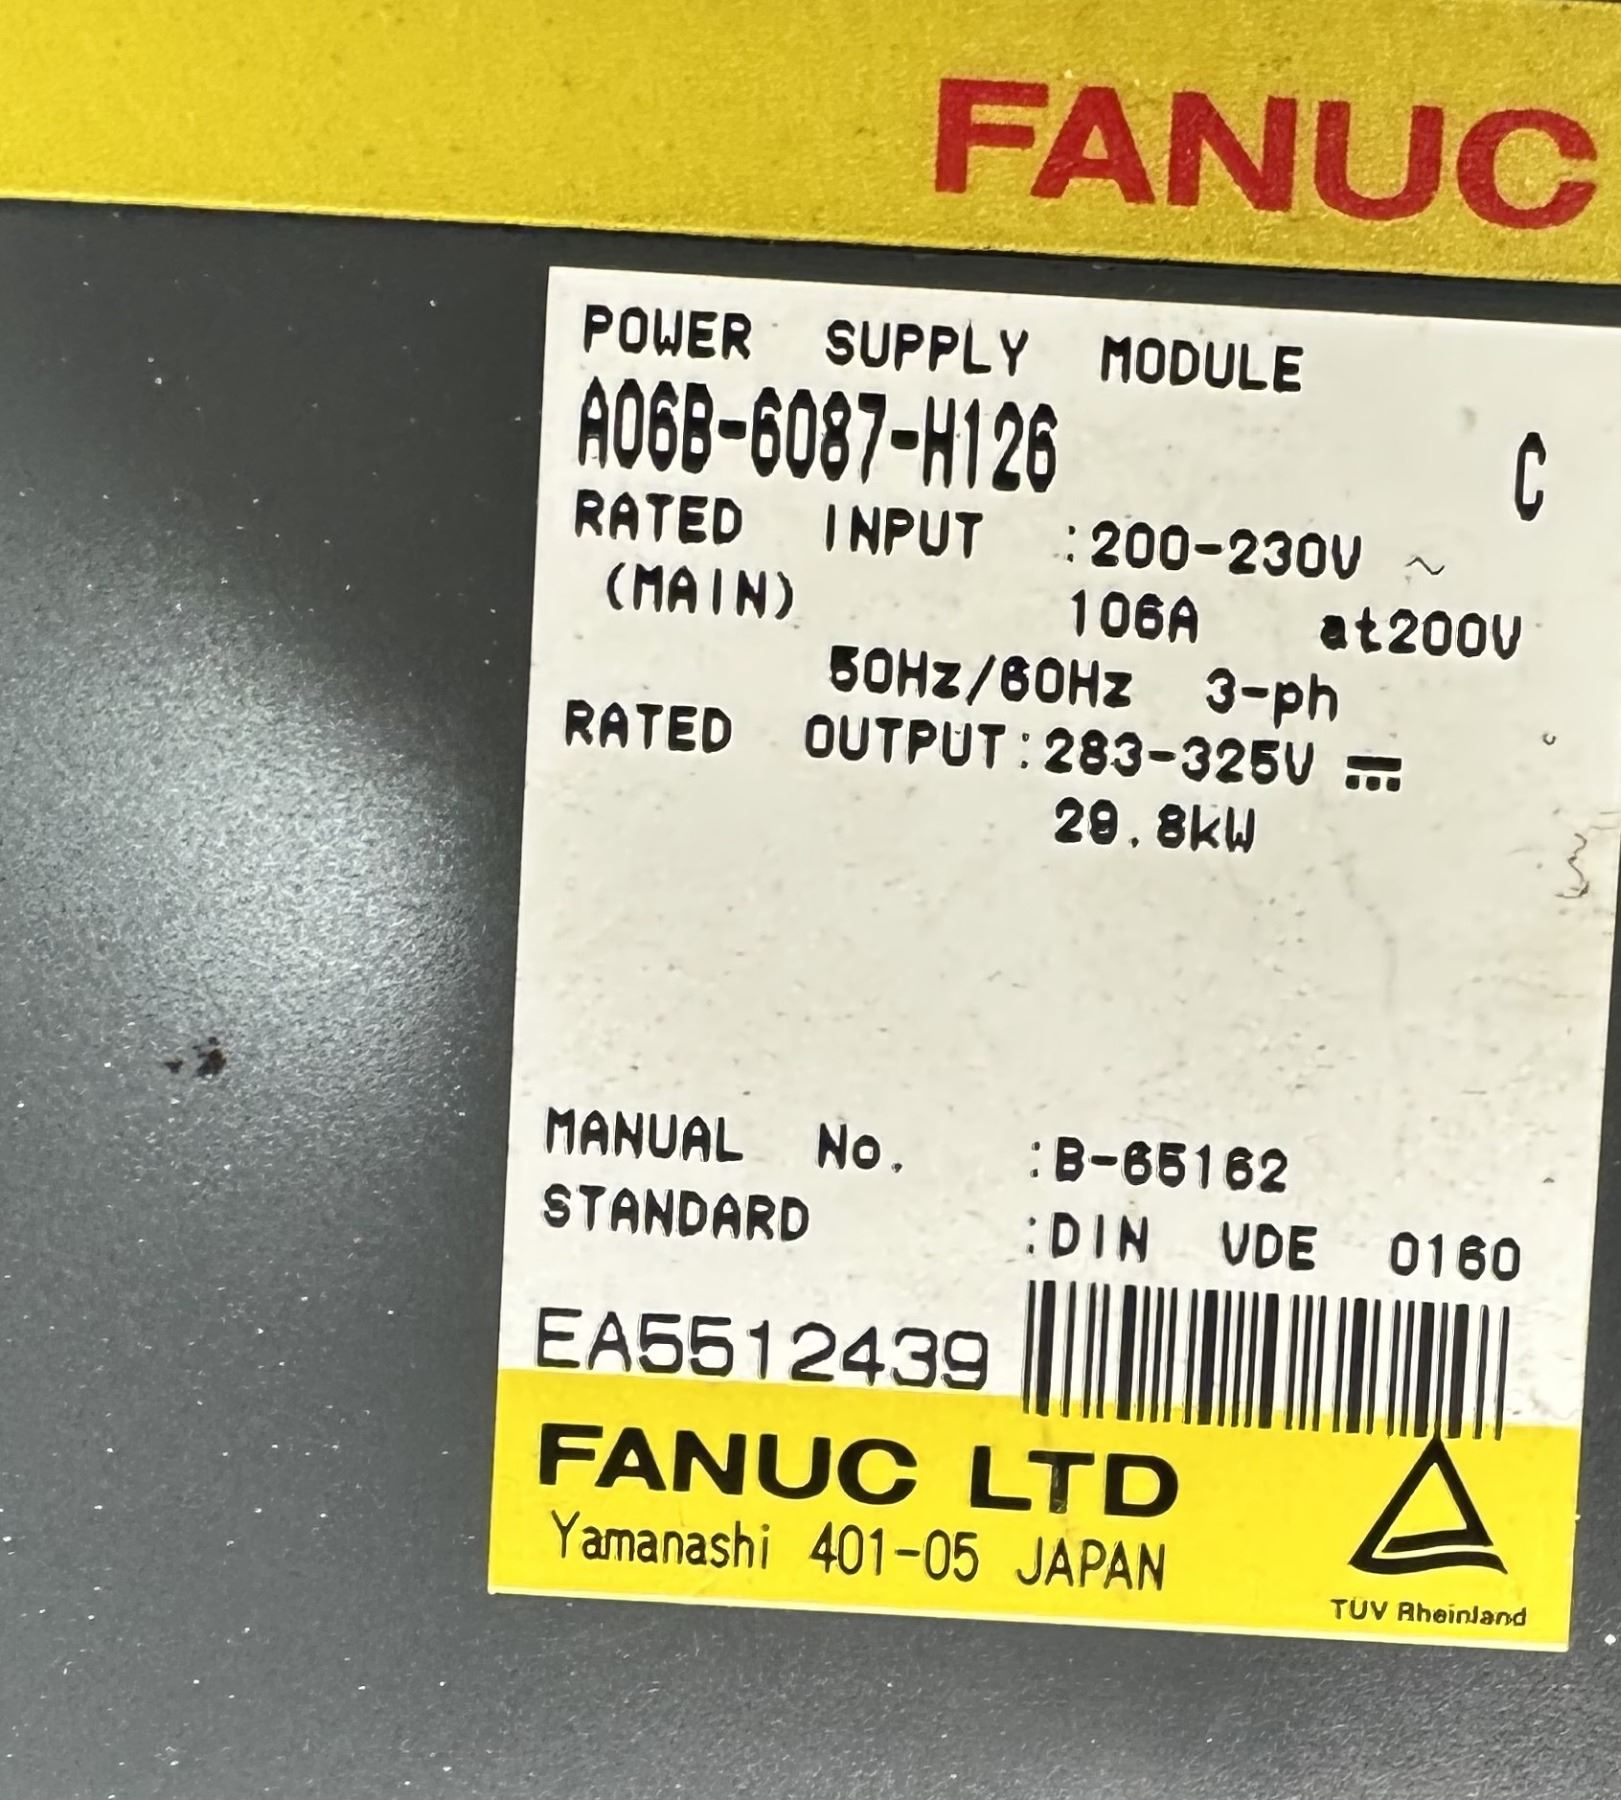 FANUC
POWER SUPPLY MODULE
A06B-6087-H126 C
RATED INPUT :200-230V ~
(MAIN) 106A at200V
50Hz/60Hz 3-ph
RATED OUTPUT:283-325V ⎓
29.8kW
MANUAL No. :B-65162
STANDARD :DIN VDE 0160
EA5512439
FANUC LTD
Yamanashi 401-05 JAPAN
TÜV Rheinland